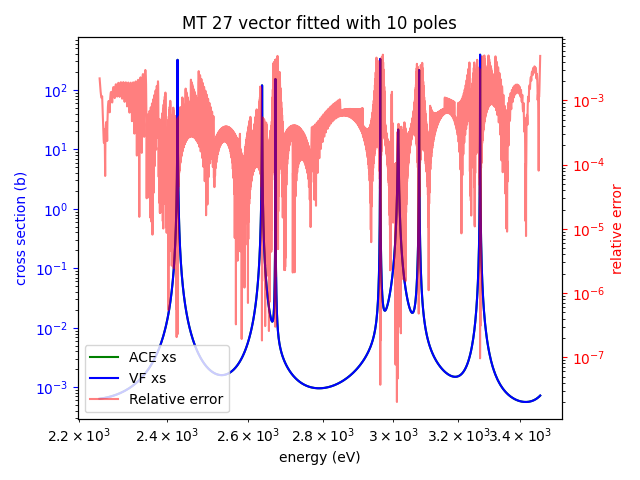 MT 27 vector fitted with 10 poles
cross section (b)
10²
10¹
10⁰
10⁻¹
10⁻²
10⁻³
10⁻³
10⁻⁴
10⁻⁵
10⁻⁶
10⁻⁷
relative error
ACE xs
VF xs
Relative error
2.2 × 10³ 2.4 × 10³ 2.6 × 10³ 2.8 × 10³ 3 × 10³ 3.2 × 10³ 3.4 × 10³
energy (eV)